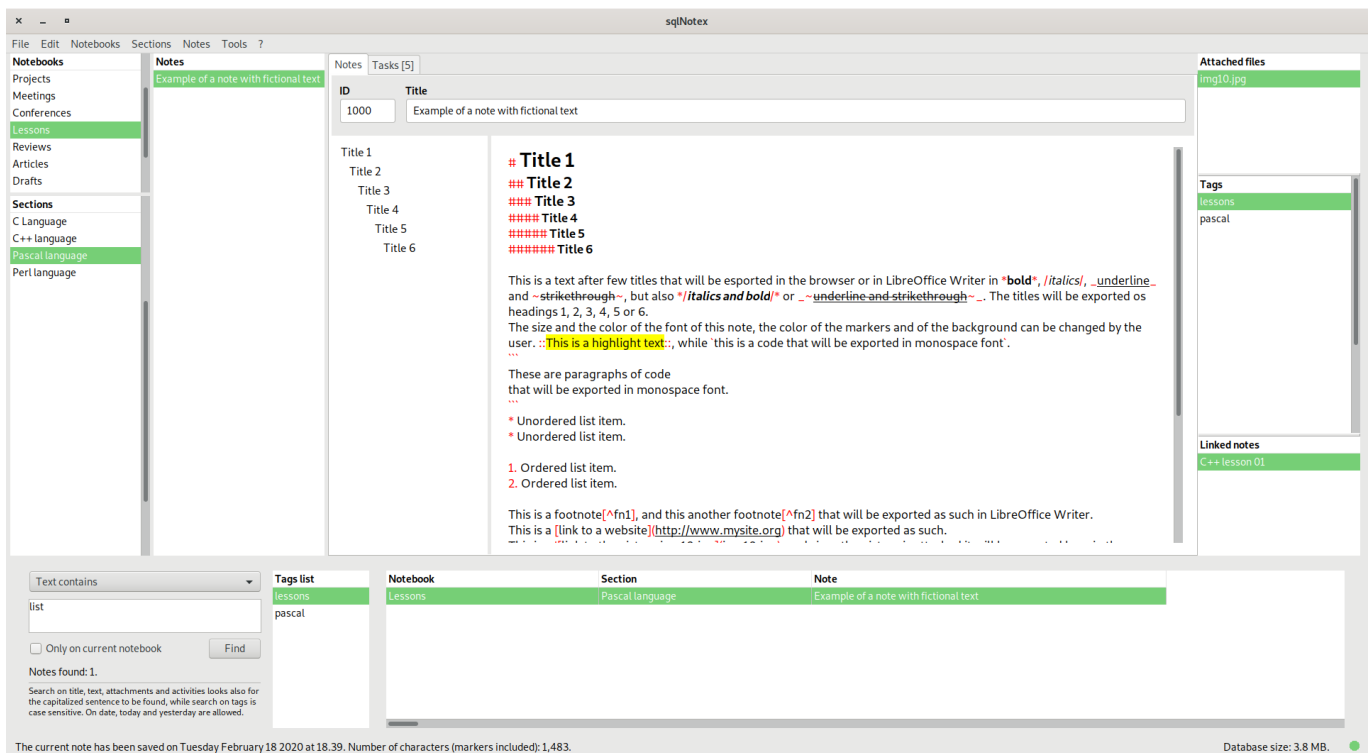 sqlNotex
File Edit Notebooks Sections Notes Tools ?
Notebooks
Projects
Meetings
Conferences
Lessons
Reviews
Articles
Drafts
Sections
C Language
C++ language
Pascal language
Perl language
Notes
Example of a note with fictional text
Notes Tasks [5]
ID Title
1000 Example of a note with fictional text
Title 1
Title 2
Title 3
Title 4
Title 5
Title 6
# Title 1
## Title 2
### Title 3
#### Title 4
##### Title 5
###### Title 6
This is a text after few titles that will be esported in the browser or in LibreOffice Writer in *bold*, /italics/, _underline_
and ~strikethrough~, but also */italics and bold/* or _~underline and strikethrough~_. The titles will be exported os
headings 1, 2, 3, 4, 5 or 6.
The size and the color of the font of this note, the color of the markers and of the background can be changed by the
user. ::This is a highlight text::, while `this is a code that will be exported in monospace font`.
```
These are paragraphs of code
that will be exported in monospace font.
```
* Unordered list item.
* Unordered list item.
1. Ordered list item.
2. Ordered list item.
This is a footnote[^fn1], and this another footnote[^fn2] that will be exported as such in LibreOffice Writer.
This is a [link to a website](http://www.mysite.org) that will be exported as such.
Attached files
img10.jpg
Tags
lessons
pascal
Linked notes
C++ lesson 01
Text contains
list
Only on current notebook Find
Notes found: 1.
Search on title, text, attachments and activities looks also for
the capitalized sentence to be found, while search on tags is
case sensitive. On date, today and yesterday are allowed.
Tags list
lessons
pascal
Notebook Section Note
Lessons Pascal language Example of a note with fictional text
The current note has been saved on Tuesday February 18 2020 at 18.39. Number of characters (markers included): 1,483.
Database size: 3.8 MB.